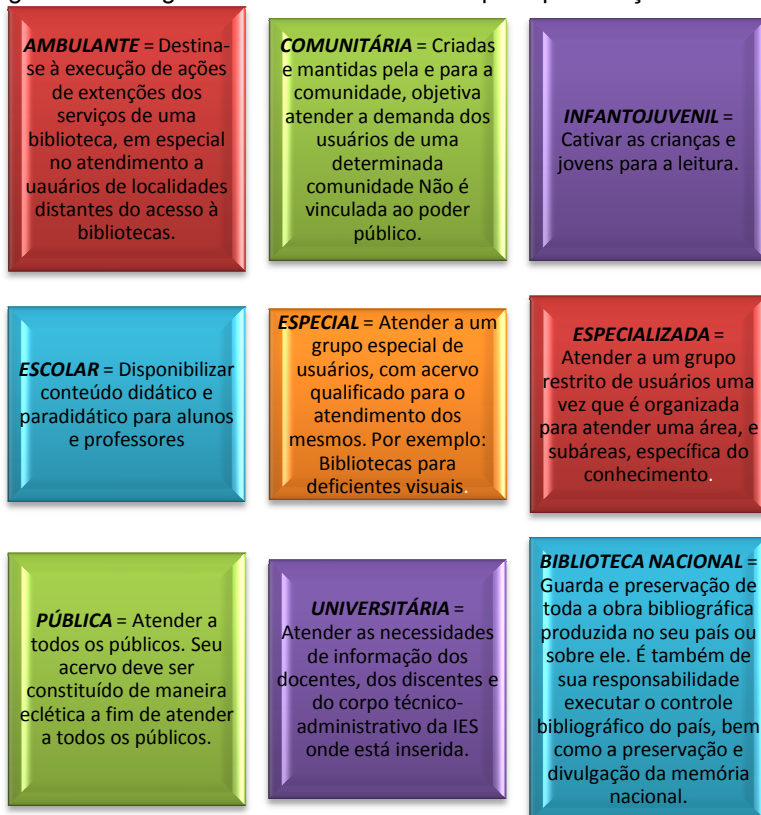 AMBULANTE = Destina-
se à execução de ações
de extenções dos
serviços de uma
biblioteca, em especial
no atendimento a
uauários de localidades
distantes do acesso à
bibliotecas.
COMUNITÁRIA = Criadas
e mantidas pela e para a
comunidade, objetiva
atender a demanda dos
usuários de uma
determinada
comunidade Não é
vinculada ao poder
público.
INFANTOJUVENIL =
Cativar as crianças e
jovens para a leitura.
ESCOLAR = Disponibilizar
conteúdo didático e
paradidático para alunos
e professores
ESPECIAL = Atender a um
grupo especial de
usuários, com acervo
qualificado para o
atendimento dos
mesmos. Por exemplo:
Bibliotecas para
deficientes visuais.
ESPECIALIZADA =
Atender a um grupo
restrito de usuários uma
vez que é organizada
para atender uma área, e
subáreas, específica do
conhecimento.
PÚBLICA = Atender a
todos os públicos. Seu
acervo deve ser
constituído de maneira
eclética a fim de atender
a todos os públicos.
UNIVERSITÁRIA =
Atender as necessidades
de informação dos
docentes, dos discentes e
do corpo técnico-
administrativo da IES
onde está inserida.
BIBLIOTECA NACIONAL =
Guarda e preservação de
toda a obra bibliográfica
produzida no seu país ou
sobre ele. É também de
sua responsabilidade
executar o controle
bibliográfico do país, bem
como a preservação e
divulgação da memória
nacional.